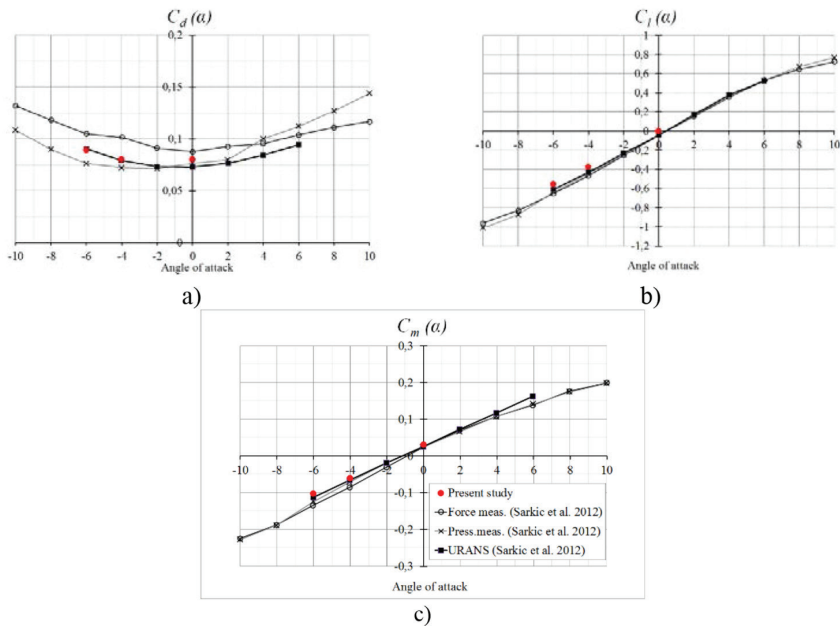 C_d (α)
0,2
0,15
0,1
0,05
0
-10 -8 -6 -4 -2 0 2 4 6 8 10
Angle of attack
a)
C_l (α)
1
0,8
0,6
0,4
0,2
0
-10 -8 -6 -4 -2 0 2 4 6 8 10
-0,2
-0,4
-0,6
-0,8
-1
-1,2
Angle of attack
b)
C_m (α)
0,3
0,2
0,1
0
-10 -8 -6 -4 -2 0 2 4 6 8 10
-0,1
-0,2
-0,3
Present study
Force meas. (Sarkic et al. 2012)
Press.meas. (Sarkic et al. 2012)
URANS (Sarkic et al. 2012)
Angle of attack
c)